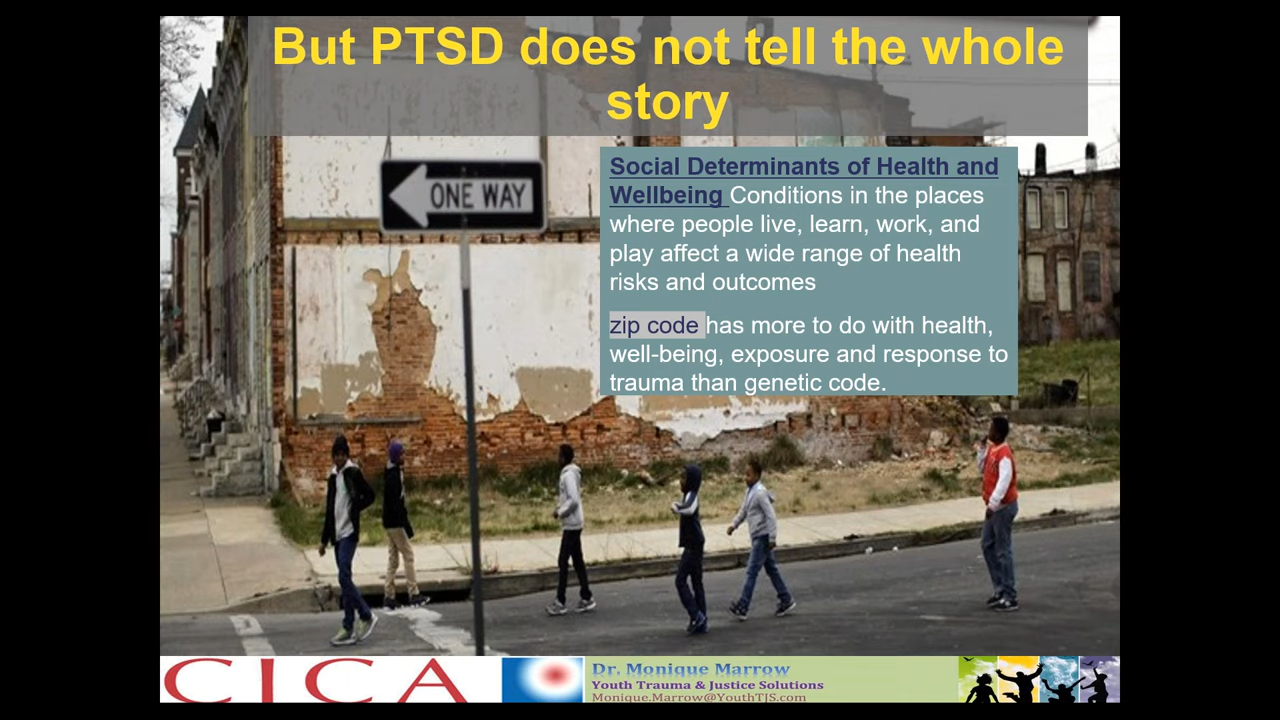 But PTSD does not tell the whole
story
ONE WAY
Social Determinants of Health and
Wellbeing Conditions in the places
where people live, learn, work, and
play affect a wide range of health
risks and outcomes
zip code has more to do with health,
well-being, exposure and response to
trauma than genetic code.
CICA
Dr. Monique Marrow
Youth Trauma & Justice Solutions
Monique.Marrow@YouthTJS.com